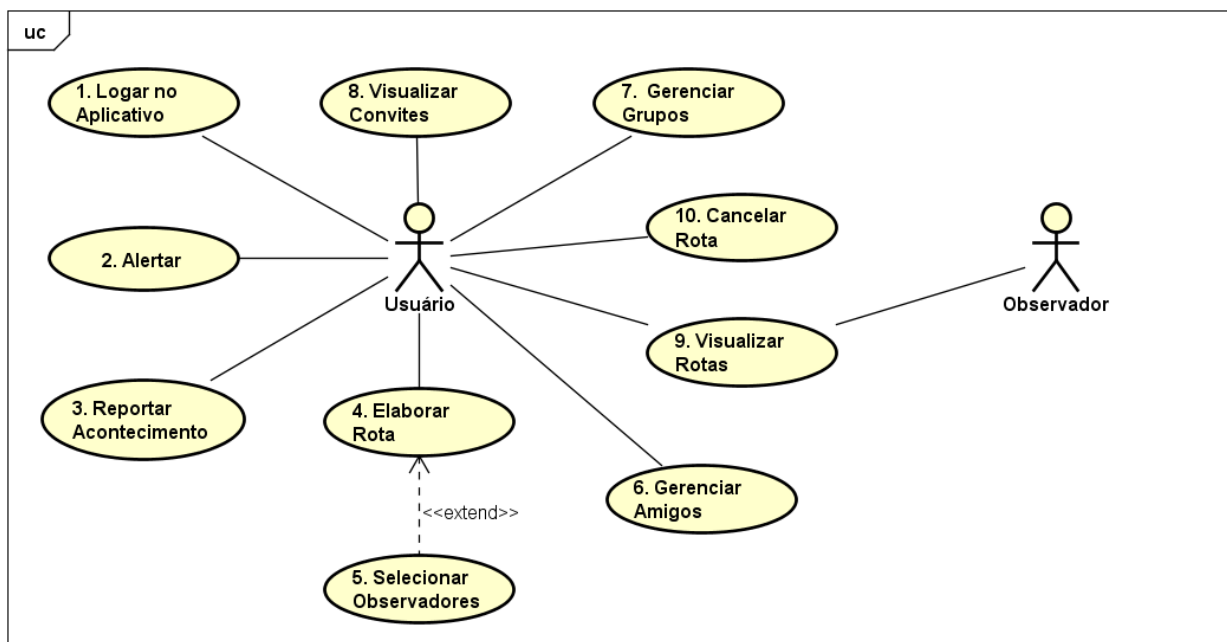 uc
1. Logar no
Aplicativo
8. Visualizar
Convites
7. Gerenciar
Grupos
2. Alertar
Usuário
10. Cancelar
Rota
Observador
9. Visualizar
Rotas
3. Reportar
Acontecimento
4. Elaborar
Rota
6. Gerenciar
Amigos
<<extend>>
5. Selecionar
Observadores